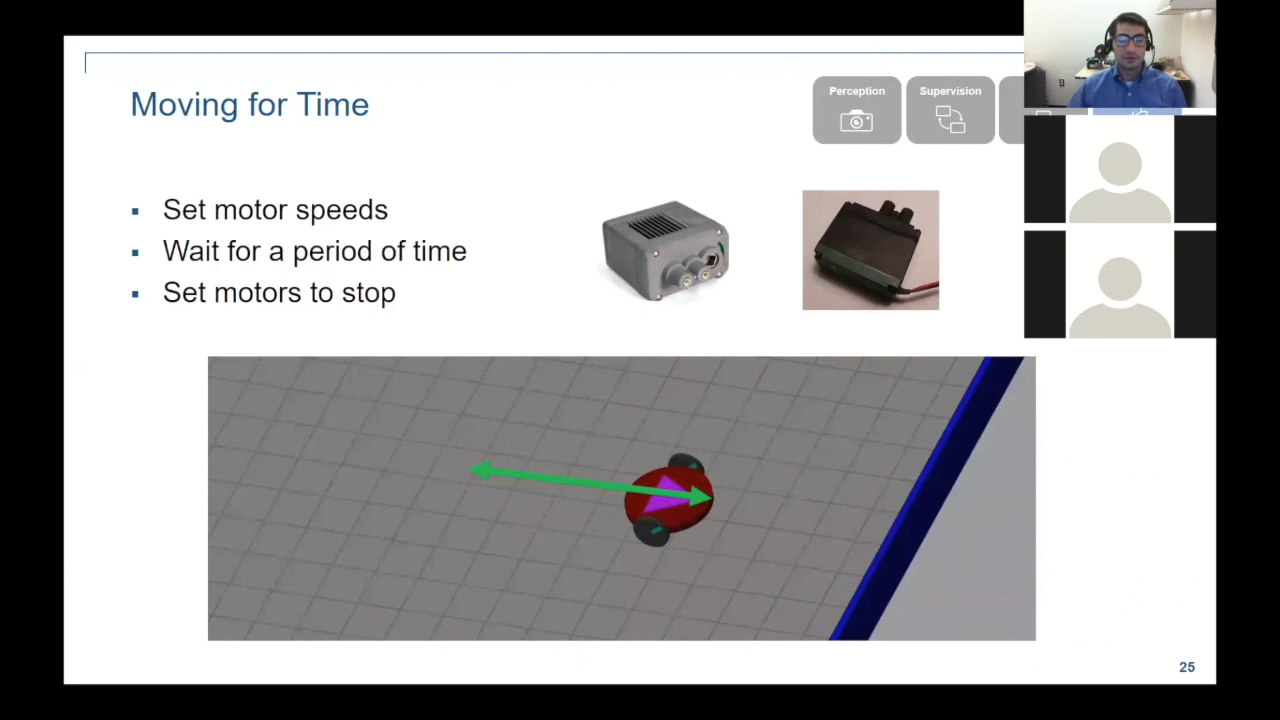 Moving for Time
Perception
Supervision
Set motor speeds
Wait for a period of time
Set motors to stop
25